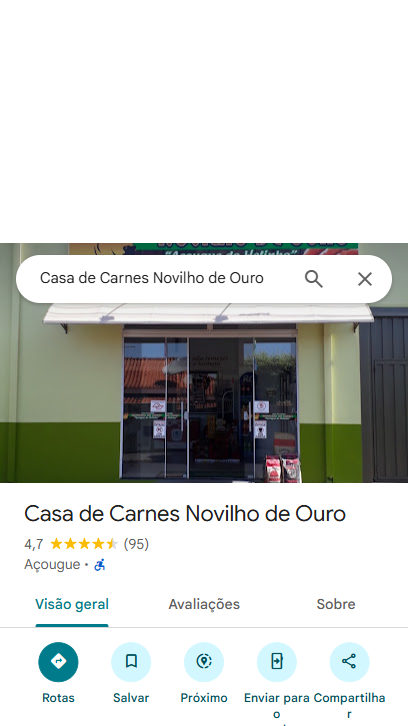 Casa de Carnes Novilho de Ouro
Casa de Carnes Novilho de Ouro
4,7 (95)
Açougue •
Visão geral Avaliações Sobre
Rotas Salvar Próximo Enviar para o Compartilhar